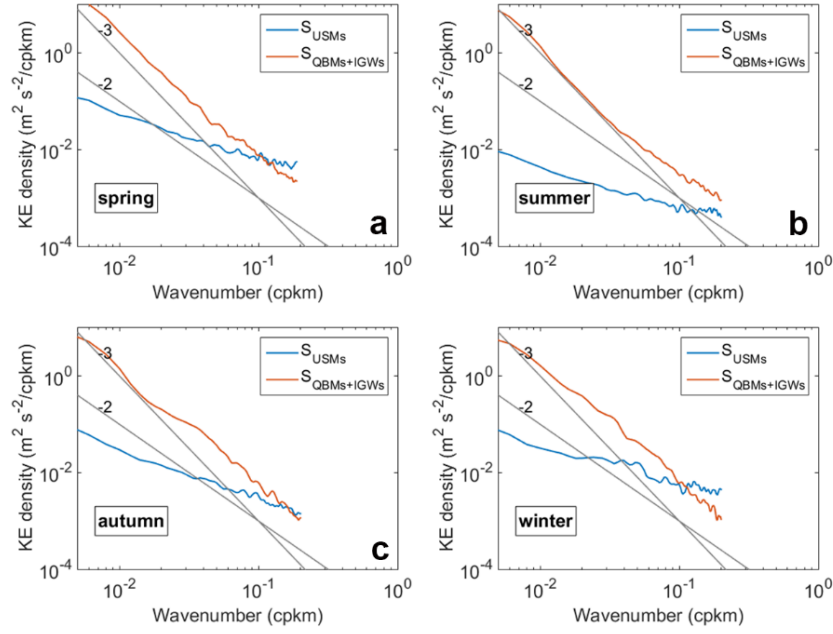 10^0
10^-2
10^-4
KE density (m^2 s^-2/cpkm)
-3
-2
S_USMs
S_QBMs+IGWs
spring
a
10^-2
10^-1
10^0
Wavenumber (cpkm)
10^0
10^-2
10^-4
KE density (m^2 s^-2/cpkm)
-3
-2
S_USMs
S_QBMs+IGWs
summer
b
10^-2
10^-1
10^0
Wavenumber (cpkm)
10^0
10^-2
10^-4
KE density (m^2 s^-2/cpkm)
-3
-2
S_USMs
S_QBMs+IGWs
autumn
c
10^-2
10^-1
10^0
Wavenumber (cpkm)
10^0
10^-2
10^-4
KE density (m^2 s^-2/cpkm)
-3
-2
S_USMs
S_QBMs+IGWs
winter
10^-2
10^-1
10^0
Wavenumber (cpkm)